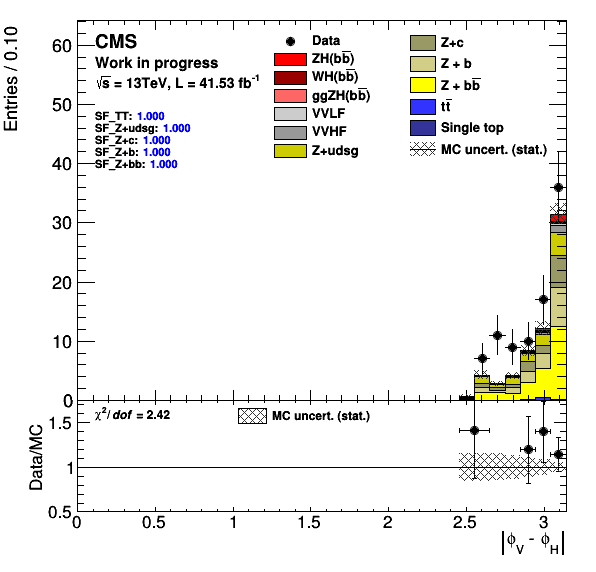 Entries / 0.10
60
50
40
30
20
10
0
CMS
Work in progress
√s = 13TeV, L = 41.53 fb⁻¹
SF_TT: 1.000
SF_Z+udsg: 1.000
SF_Z+c: 1.000
SF_Z+b: 1.000
SF_Z+bb: 1.000
Data
ZH(bb̅)
WH(bb̅)
ggZH(bb̅)
VVLF
VVHF
Z+udsg
Z+c
Z + b
Z + bb̅
tt̅
Single top
MC uncert. (stat.)
Data/MC
1.5
1
0.5
χ²/dof = 2.42
MC uncert. (stat.)
0 0.5 1 1.5 2 2.5 3
|ϕ_V - ϕ_H|